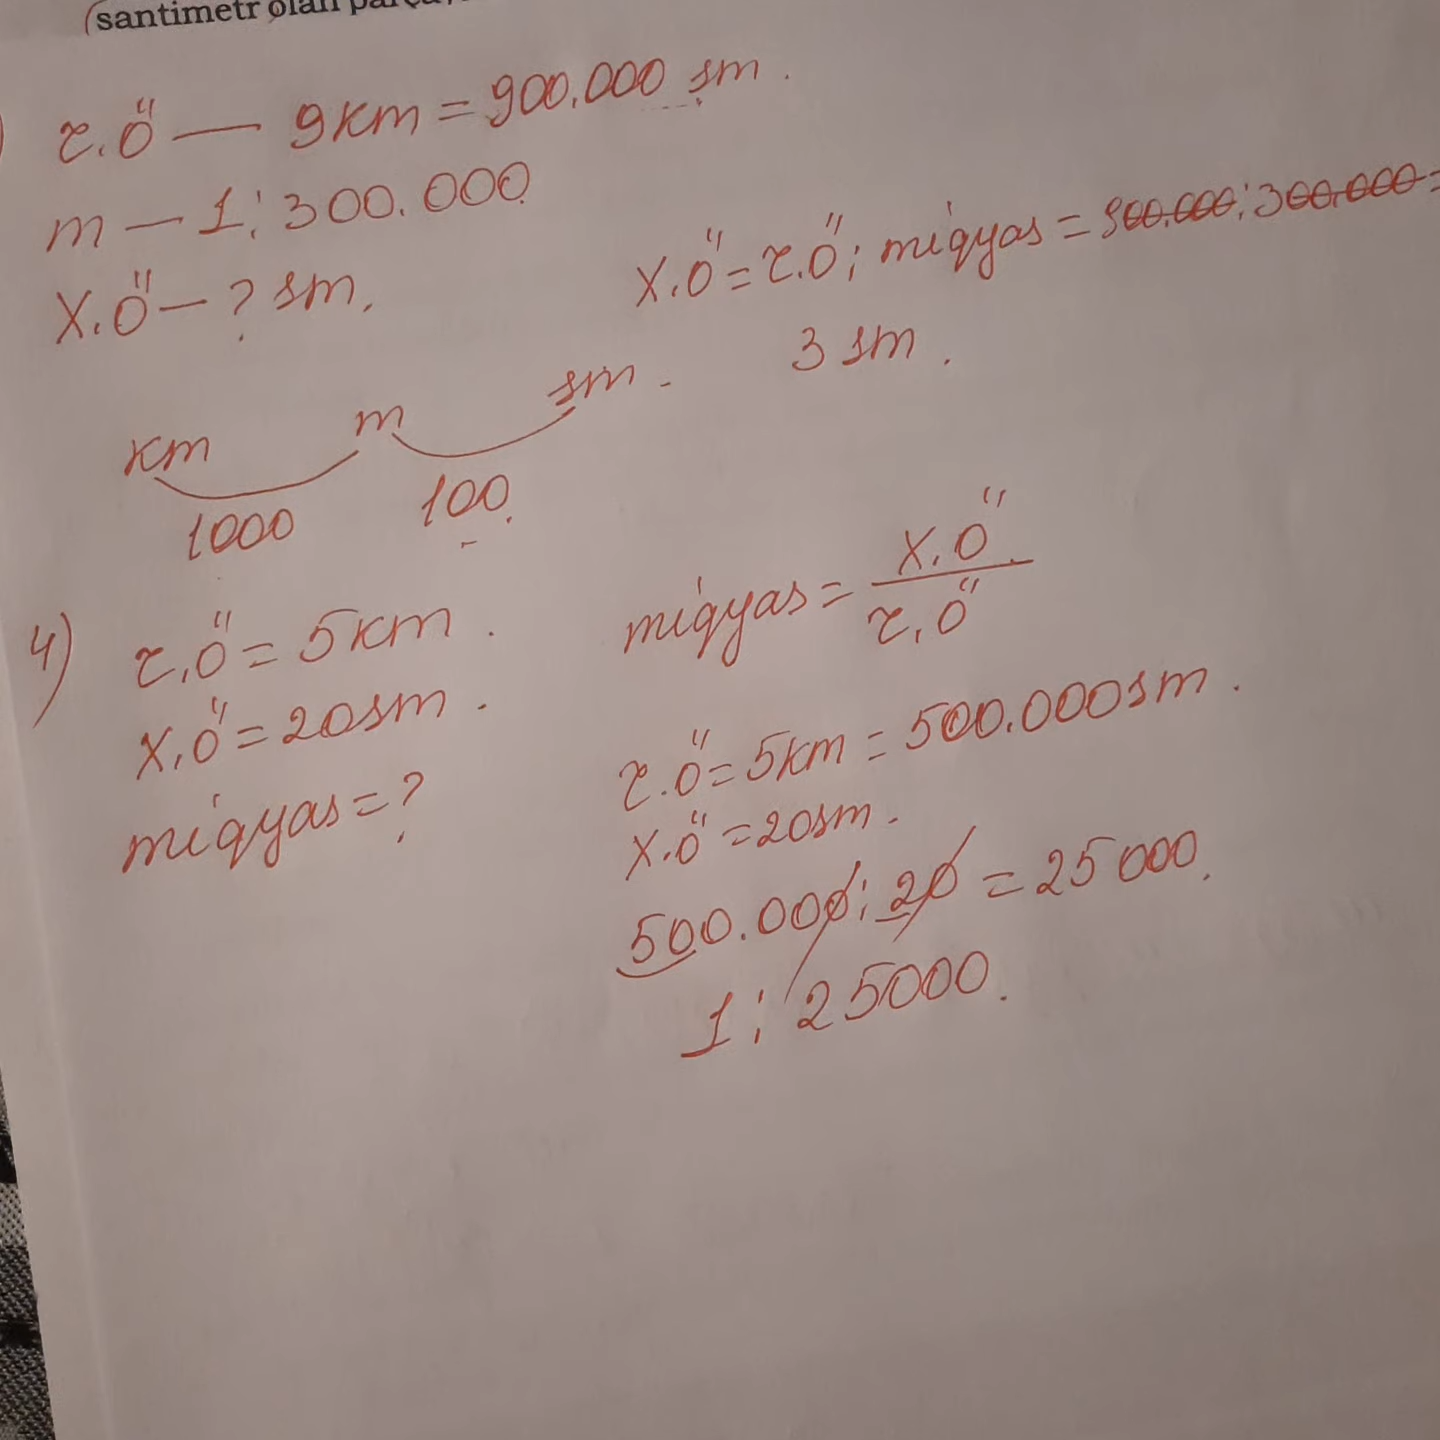 (santimetr olan
) r.ö — 9km = 900.000 sm.
m — 1:300.000
x.ö — ? sm.
x.ö = r.ö : miqyas = 900.000:300.000 =
3 sm.
km m sm.
1000 100
4) r.ö = 5km.
x.ö = 20sm.
miqyas = ?
miqyas = x.ö / r.ö
r.ö = 5km = 500.000sm.
x.ö = 20sm.
500.000 : 20 = 25000.
1 : 25000.